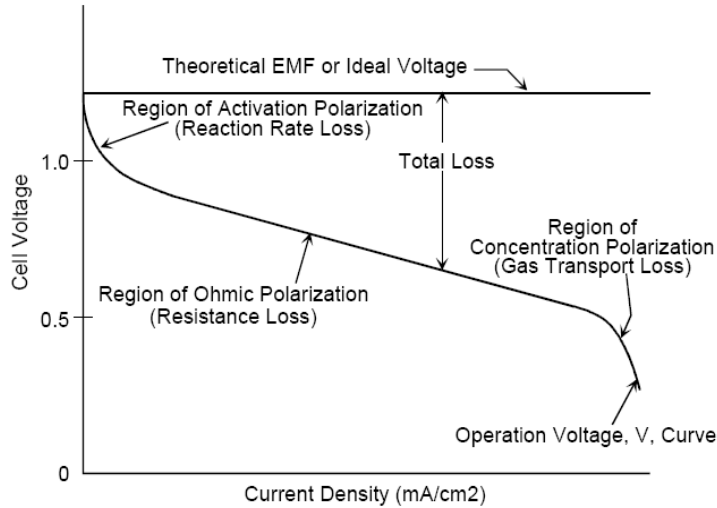 Theoretical EMF or Ideal Voltage
Region of Activation Polarization
(Reaction Rate Loss)
1.0
Total Loss
Cell Voltage
Region of
Concentration Polarization
(Gas Transport Loss)
Region of Ohmic Polarization
(Resistance Loss)
0.5
Operation Voltage, V, Curve
0
Current Density (mA/cm2)